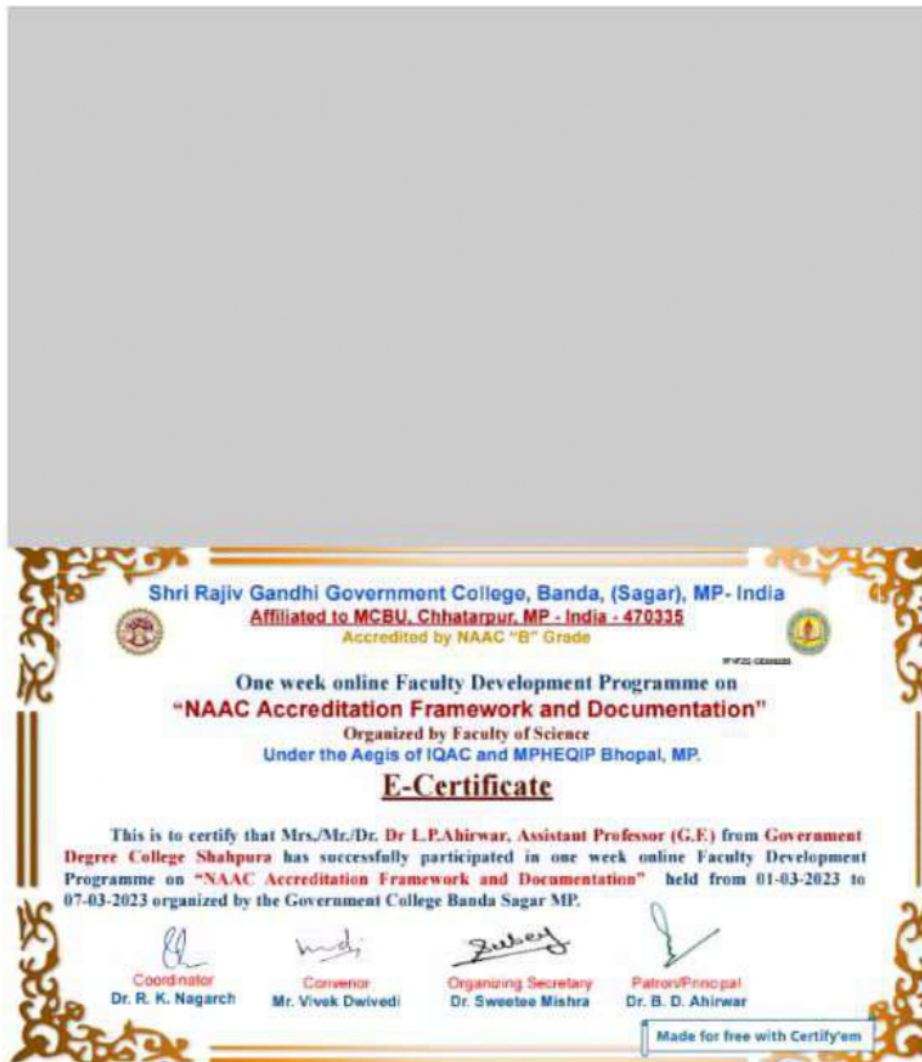 Shri Rajiv Gandhi Government College, Banda, (Sagar), MP- India
Affiliated to MCBU, Chhatarpur, MP - India - 470335
Accredited by NAAC "B" Grade
One week online Faculty Development Programme on
"NAAC Accreditation Framework and Documentation"
Organized by Faculty of Science
Under the Aegis of IQAC and MPHEQIP Bhopal, MP.
E-Certificate
This is to certify that Mrs./Mr./Dr. Dr L.P.Ahirwar, Assistant Professor (G.F.) from Government
Degree College Shahpura has successfully participated in one week online Faculty Development
Programme on "NAAC Accreditation Framework and Documentation" held from 01-03-2023 to
07-03-2023 organized by the Government College Banda Sagar MP.
Coordinator Convenor Organizing Secretary Patron/Principal
Dr. R. K. Nagarch Mr. Vivek Dwivedi Dr. Sweetee Mishra Dr. B. D. Ahirwar
Made for free with Certify'em